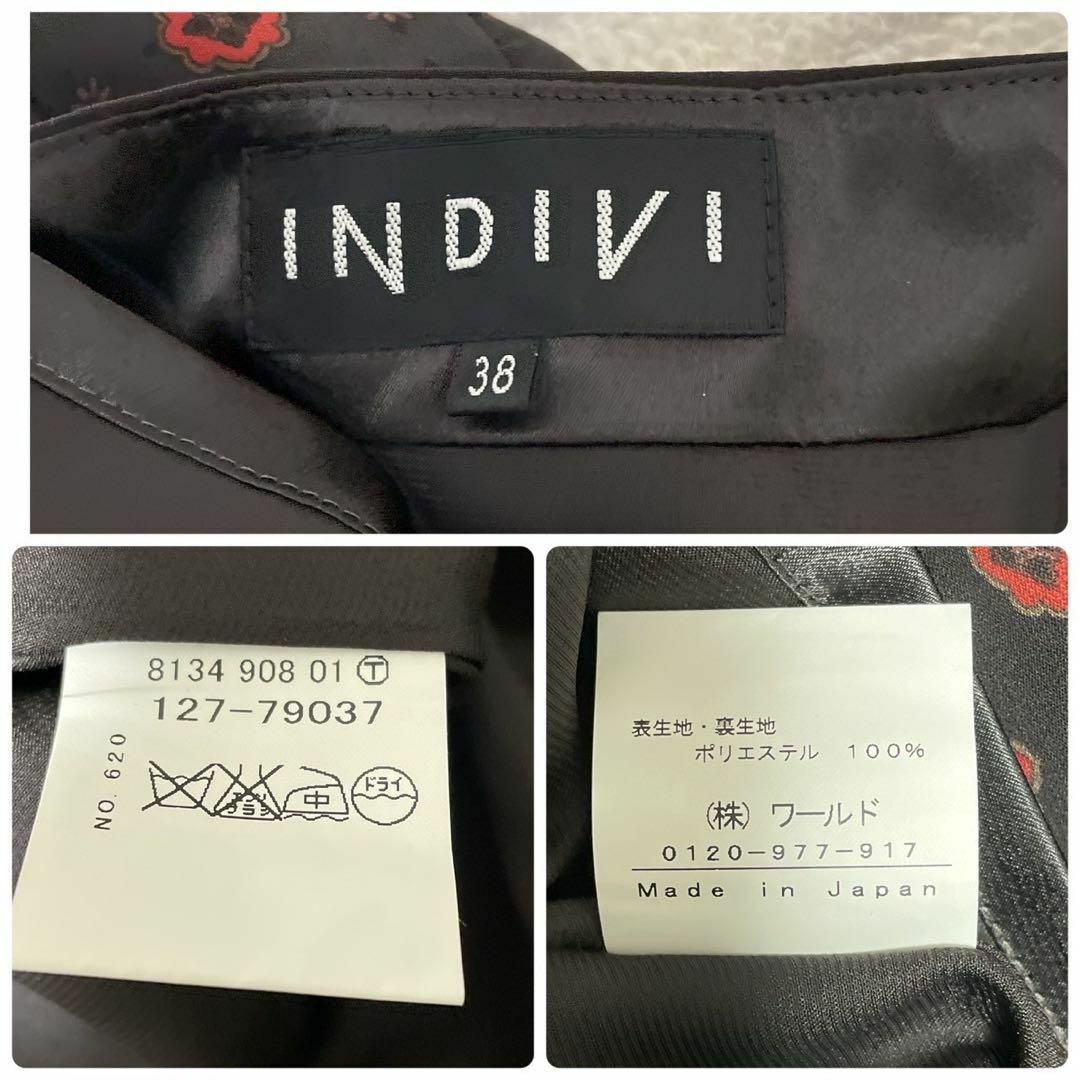 INDIVI
38
8134 908 01 T
127-79037
NO. 620
中
ドライ
表生地・裏生地
ポリエステル 100%
(株) ワールド
0120-977-917
Made in Japan